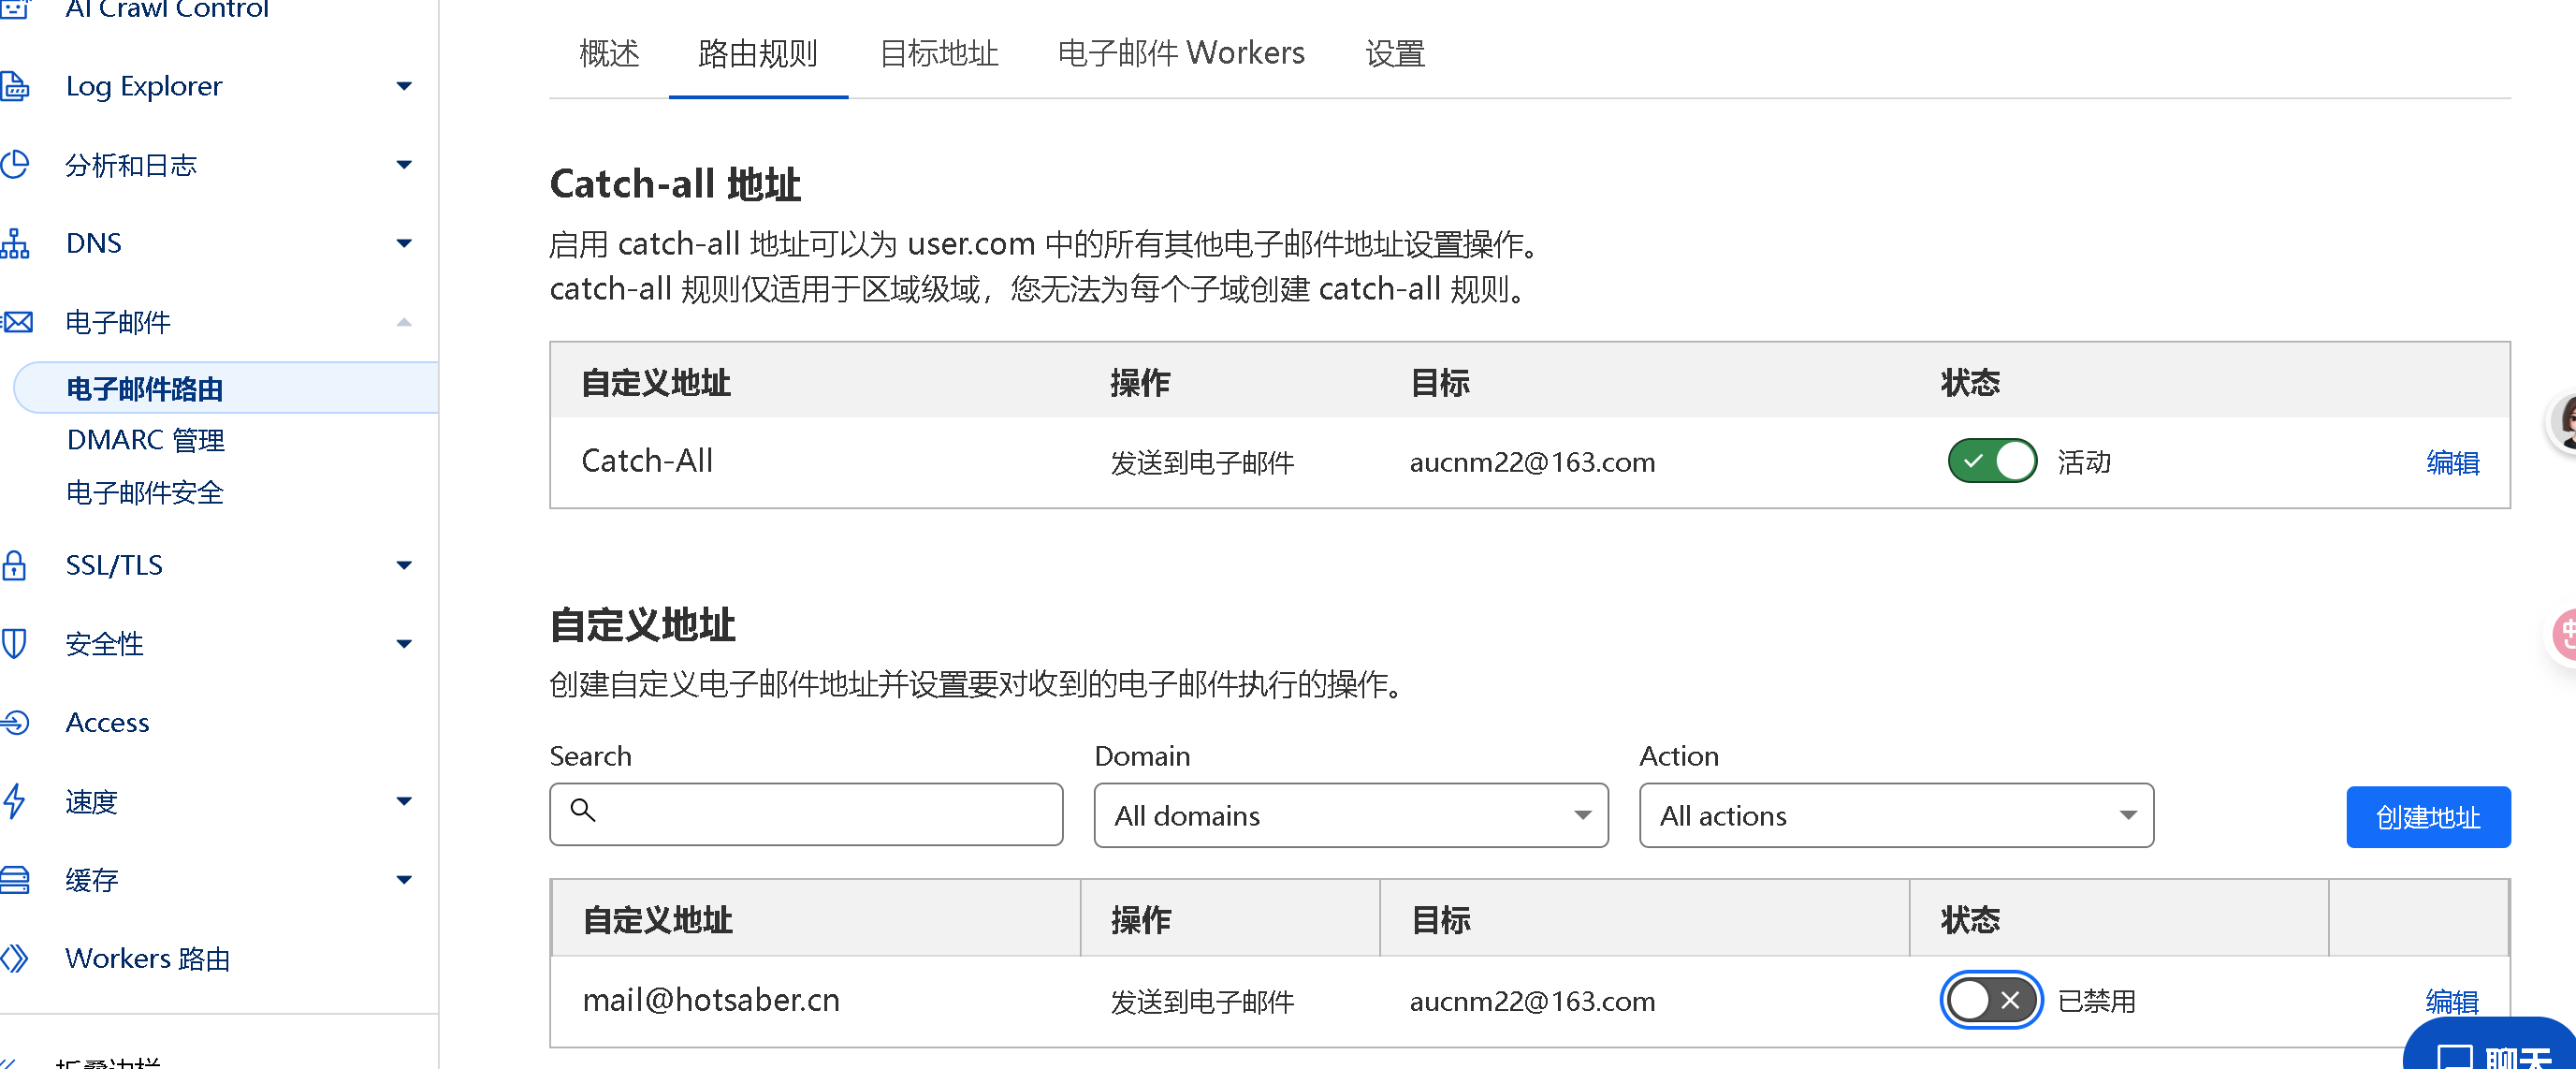 AI Crawl Control
Log Explorer
分析和日志
DNS
电子邮件
电子邮件路由
DMARC 管理
电子邮件安全
SSL/TLS
安全性
Access
速度
缓存
Workers 路由
折叠边栏
概述 路由规则 目标地址 电子邮件 Workers 设置
Catch-all 地址
启用 catch-all 地址可以为 user.com 中的所有其他电子邮件地址设置操作。
catch-all 规则仅适用于区域级域，您无法为每个子域创建 catch-all 规则。
自定义地址 操作 目标 状态
Catch-All 发送到电子邮件 aucnm22@163.com 活动 编辑
自定义地址
创建自定义电子邮件地址并设置要对收到的电子邮件执行的操作。
Search Domain Action
All domains All actions 创建地址
自定义地址 操作 目标 状态
mail@hotsaber.cn 发送到电子邮件 aucnm22@163.com 已禁用 编辑
聊天